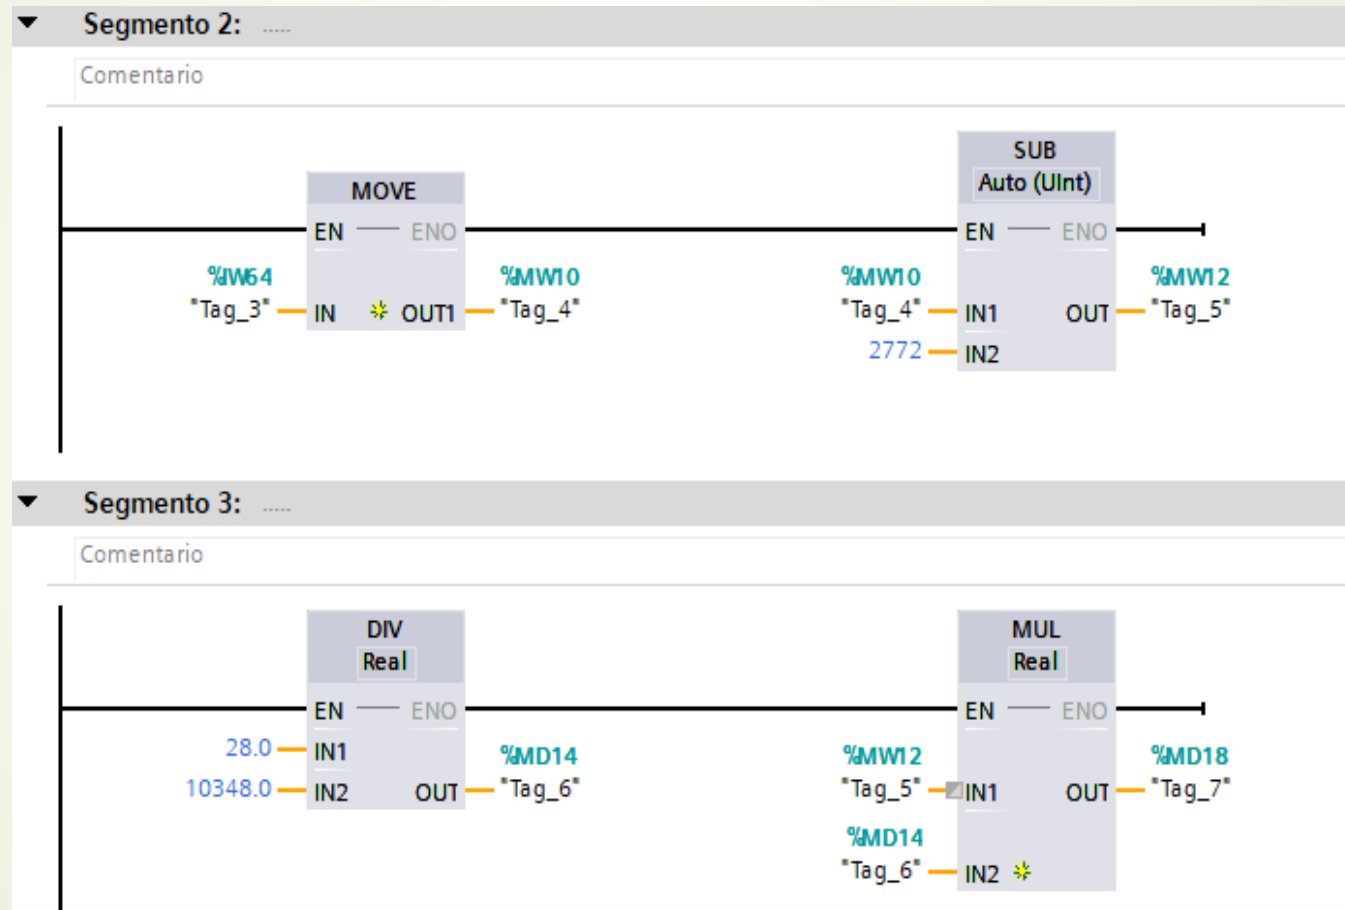 Segmento 2: .....
Comentario
MOVE
EN ENO
%IW64
"Tag_3" IN OUT1
%MW10
"Tag_4"
SUB
Auto (UInt)
EN ENO
%MW10
"Tag_4" IN1 OUT
%MW12
"Tag_5"
2772 IN2
Segmento 3: .....
Comentario
DIV
Real
EN ENO
28.0 IN1
10348.0 IN2 OUT
%MD14
"Tag_6"
MUL
Real
EN ENO
%MW12
"Tag_5" IN1 OUT
%MD18
"Tag_7"
%MD14
"Tag_6" IN2